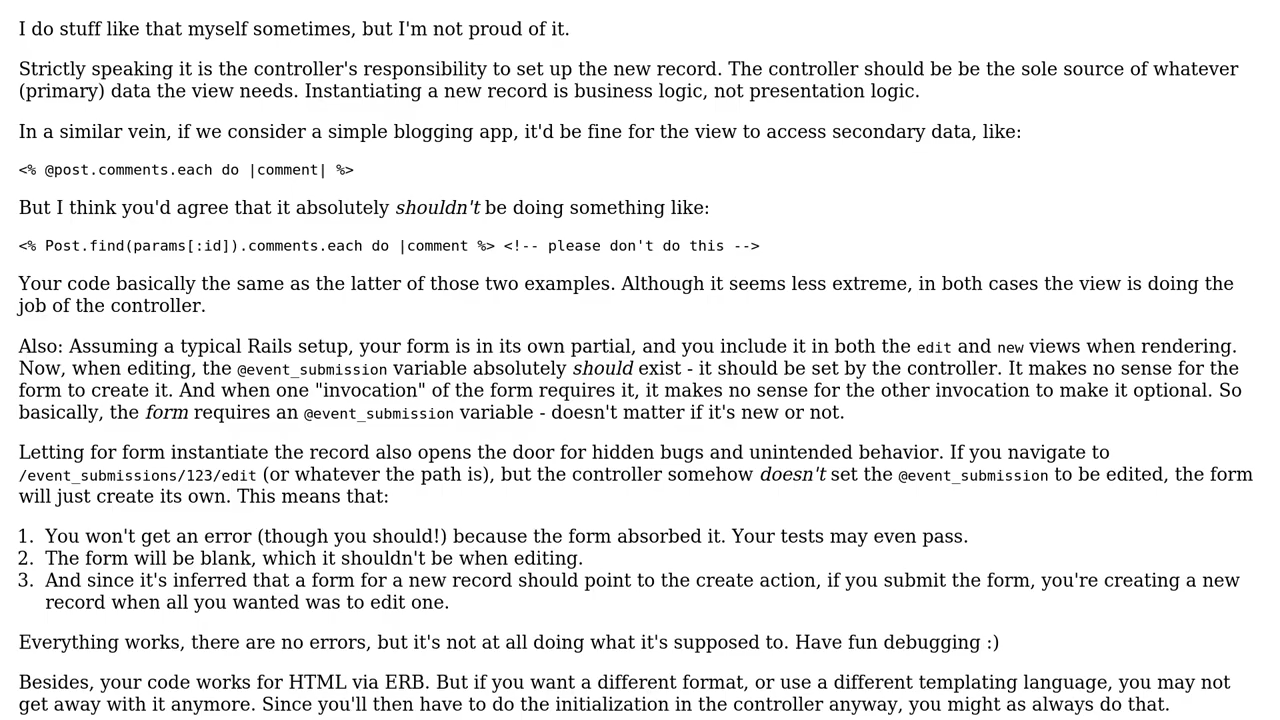 I do stuff like that myself sometimes, but I'm not proud of it.
Strictly speaking it is the controller's responsibility to set up the new record. The controller should be be the sole source of whatever
(primary) data the view needs. Instantiating a new record is business logic, not presentation logic.
In a similar vein, if we consider a simple blogging app, it'd be fine for the view to access secondary data, like:
<% @post.comments.each do |comment| %>
But I think you'd agree that it absolutely shouldn't be doing something like:
<% Post.find(params[:id]).comments.each do |comment %> <!-- please don't do this -->
Your code basically the same as the latter of those two examples. Although it seems less extreme, in both cases the view is doing the
job of the controller.
Also: Assuming a typical Rails setup, your form is in its own partial, and you include it in both the edit and new views when rendering.
Now, when editing, the @event_submission variable absolutely should exist - it should be set by the controller. It makes no sense for the
form to create it. And when one "invocation" of the form requires it, it makes no sense for the other invocation to make it optional. So
basically, the form requires an @event_submission variable - doesn't matter if it's new or not.
Letting for form instantiate the record also opens the door for hidden bugs and unintended behavior. If you navigate to
/event_submissions/123/edit (or whatever the path is), but the controller somehow doesn't set the @event_submission to be edited, the form
will just create its own. This means that:
1. You won't get an error (though you should!) because the form absorbed it. Your tests may even pass.
2. The form will be blank, which it shouldn't be when editing.
3. And since it's inferred that a form for a new record should point to the create action, if you submit the form, you're creating a new
record when all you wanted was to edit one.
Everything works, there are no errors, but it's not at all doing what it's supposed to. Have fun debugging :)
Besides, your code works for HTML via ERB. But if you want a different format, or use a different templating language, you may not
get away with it anymore. Since you'll then have to do the initialization in the controller anyway, you might as always do that.